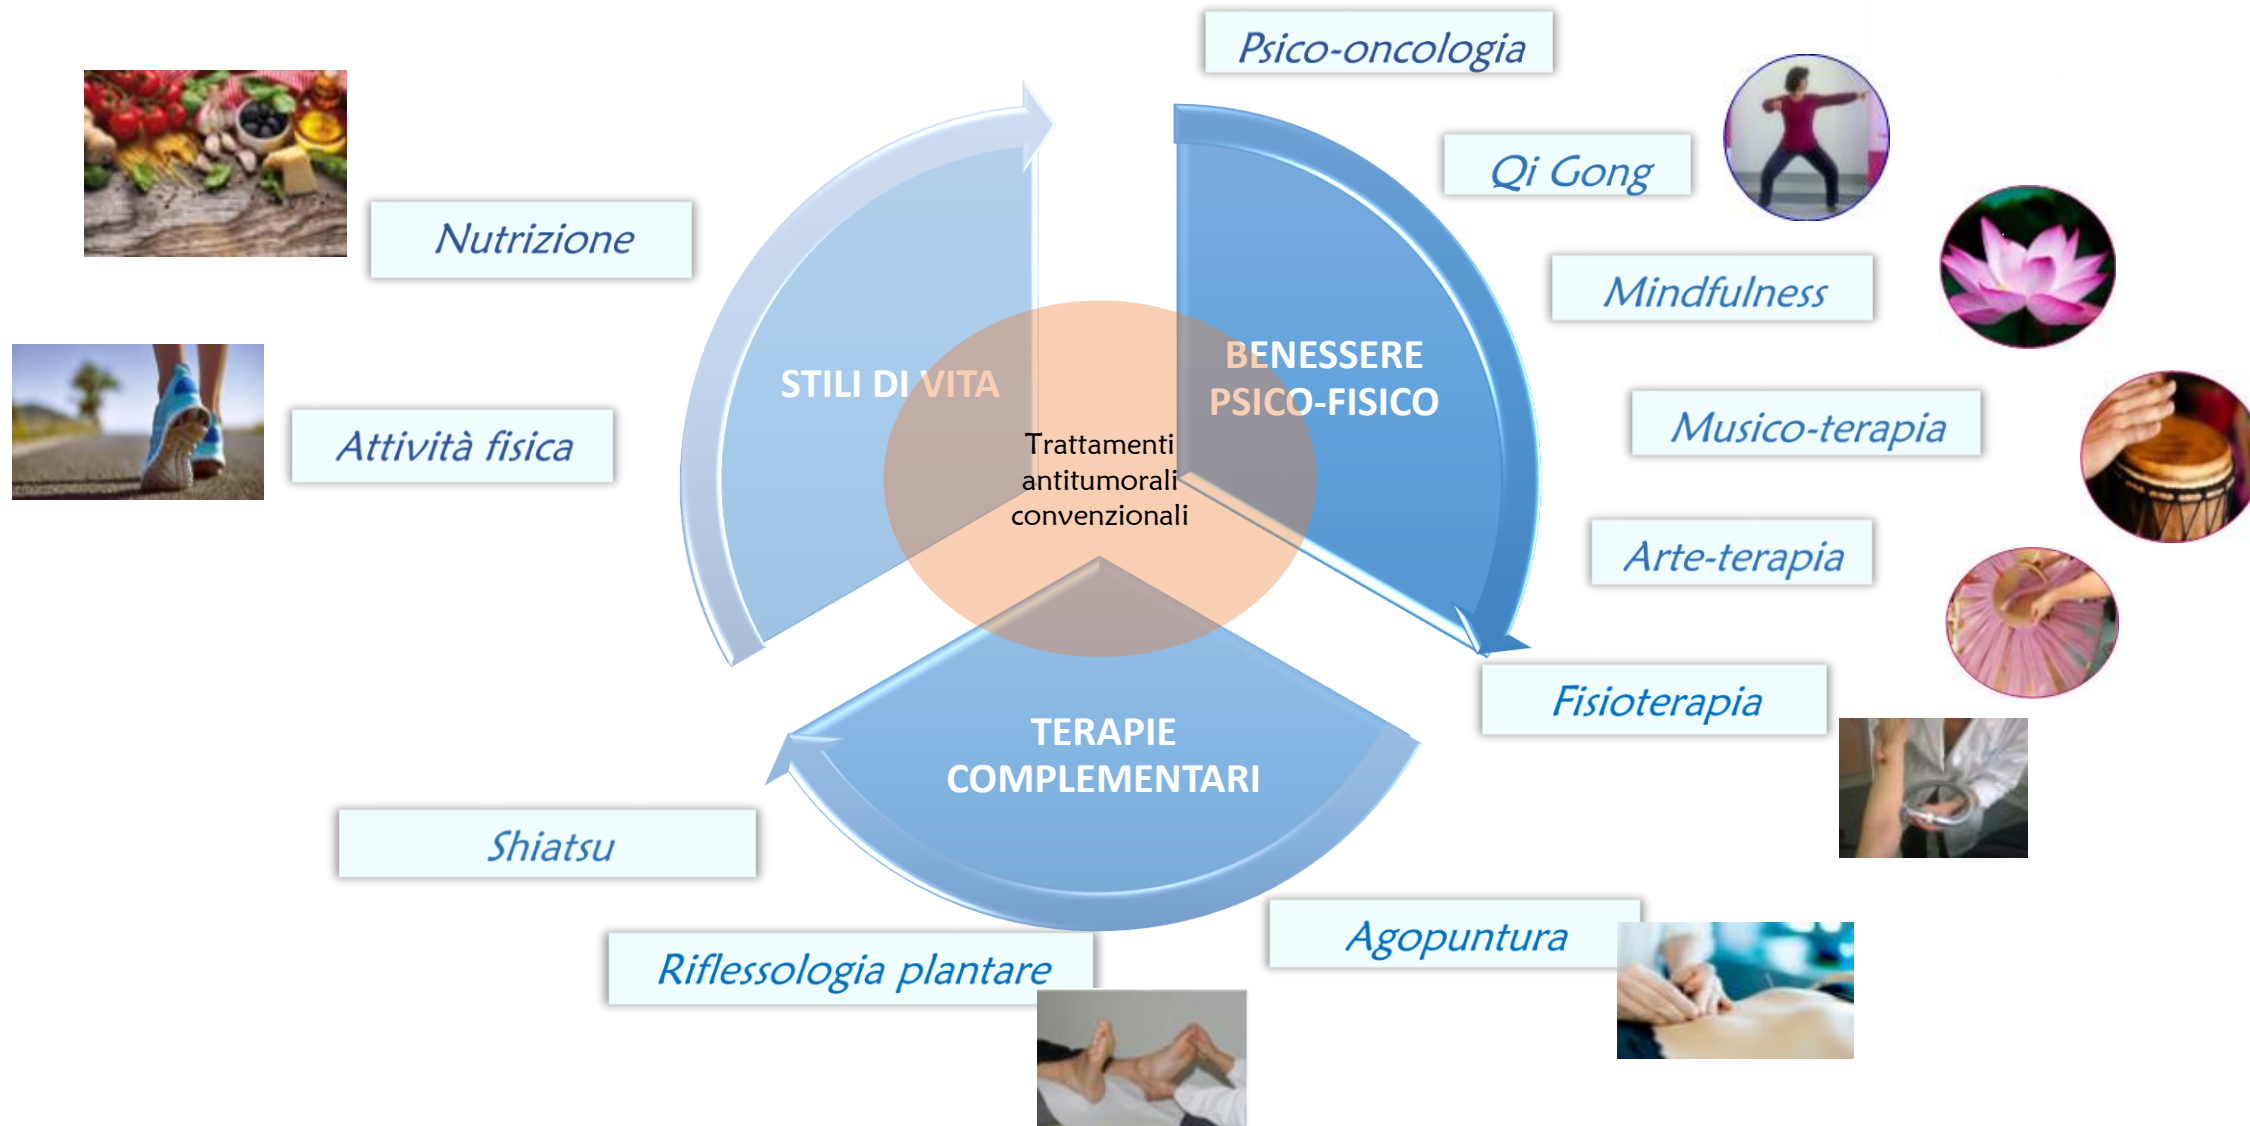 Psico-oncologia
Qi Gong
Nutrizione
Mindfulness
BENESSERE
PSICO-FISICO
STILI DI VITA
Attività fisica
Musico-terapia
Trattamenti
antitumorali
convenzionali
Arte-terapia
Fisioterapia
TERAPIE
COMPLEMENTARI
Shiatsu
Agopuntura
Riflessologia plantare